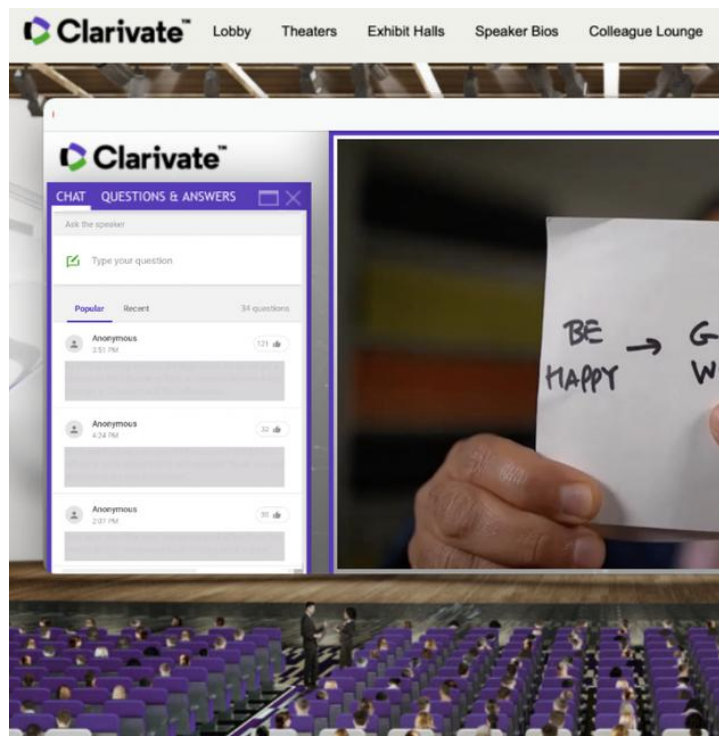 Clarivate™
Lobby Theaters Exhibit Halls Speaker Bios Colleague Lounge
Clarivate™
CHAT QUESTIONS & ANSWERS
Ask the speaker
Type your question
Popular Recent 34 questions
Anonymous
3:51 PM
121
Anonymous
4:24 PM
32
Anonymous
2:07 PM
BE → G
HAPPY W